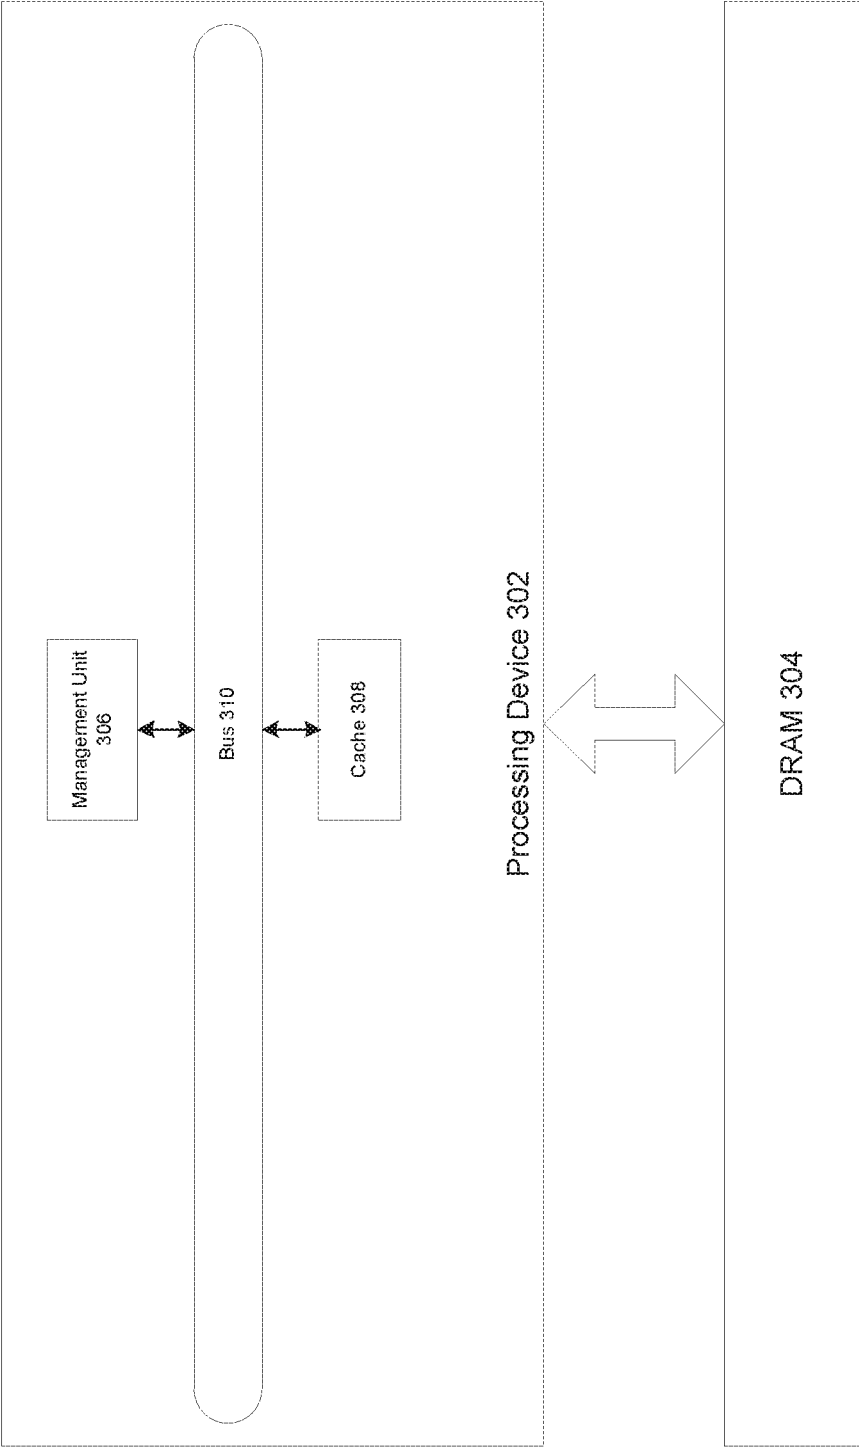 Management Unit
306
Bus 310
Cache 308
Processing Device 302
DRAM 304